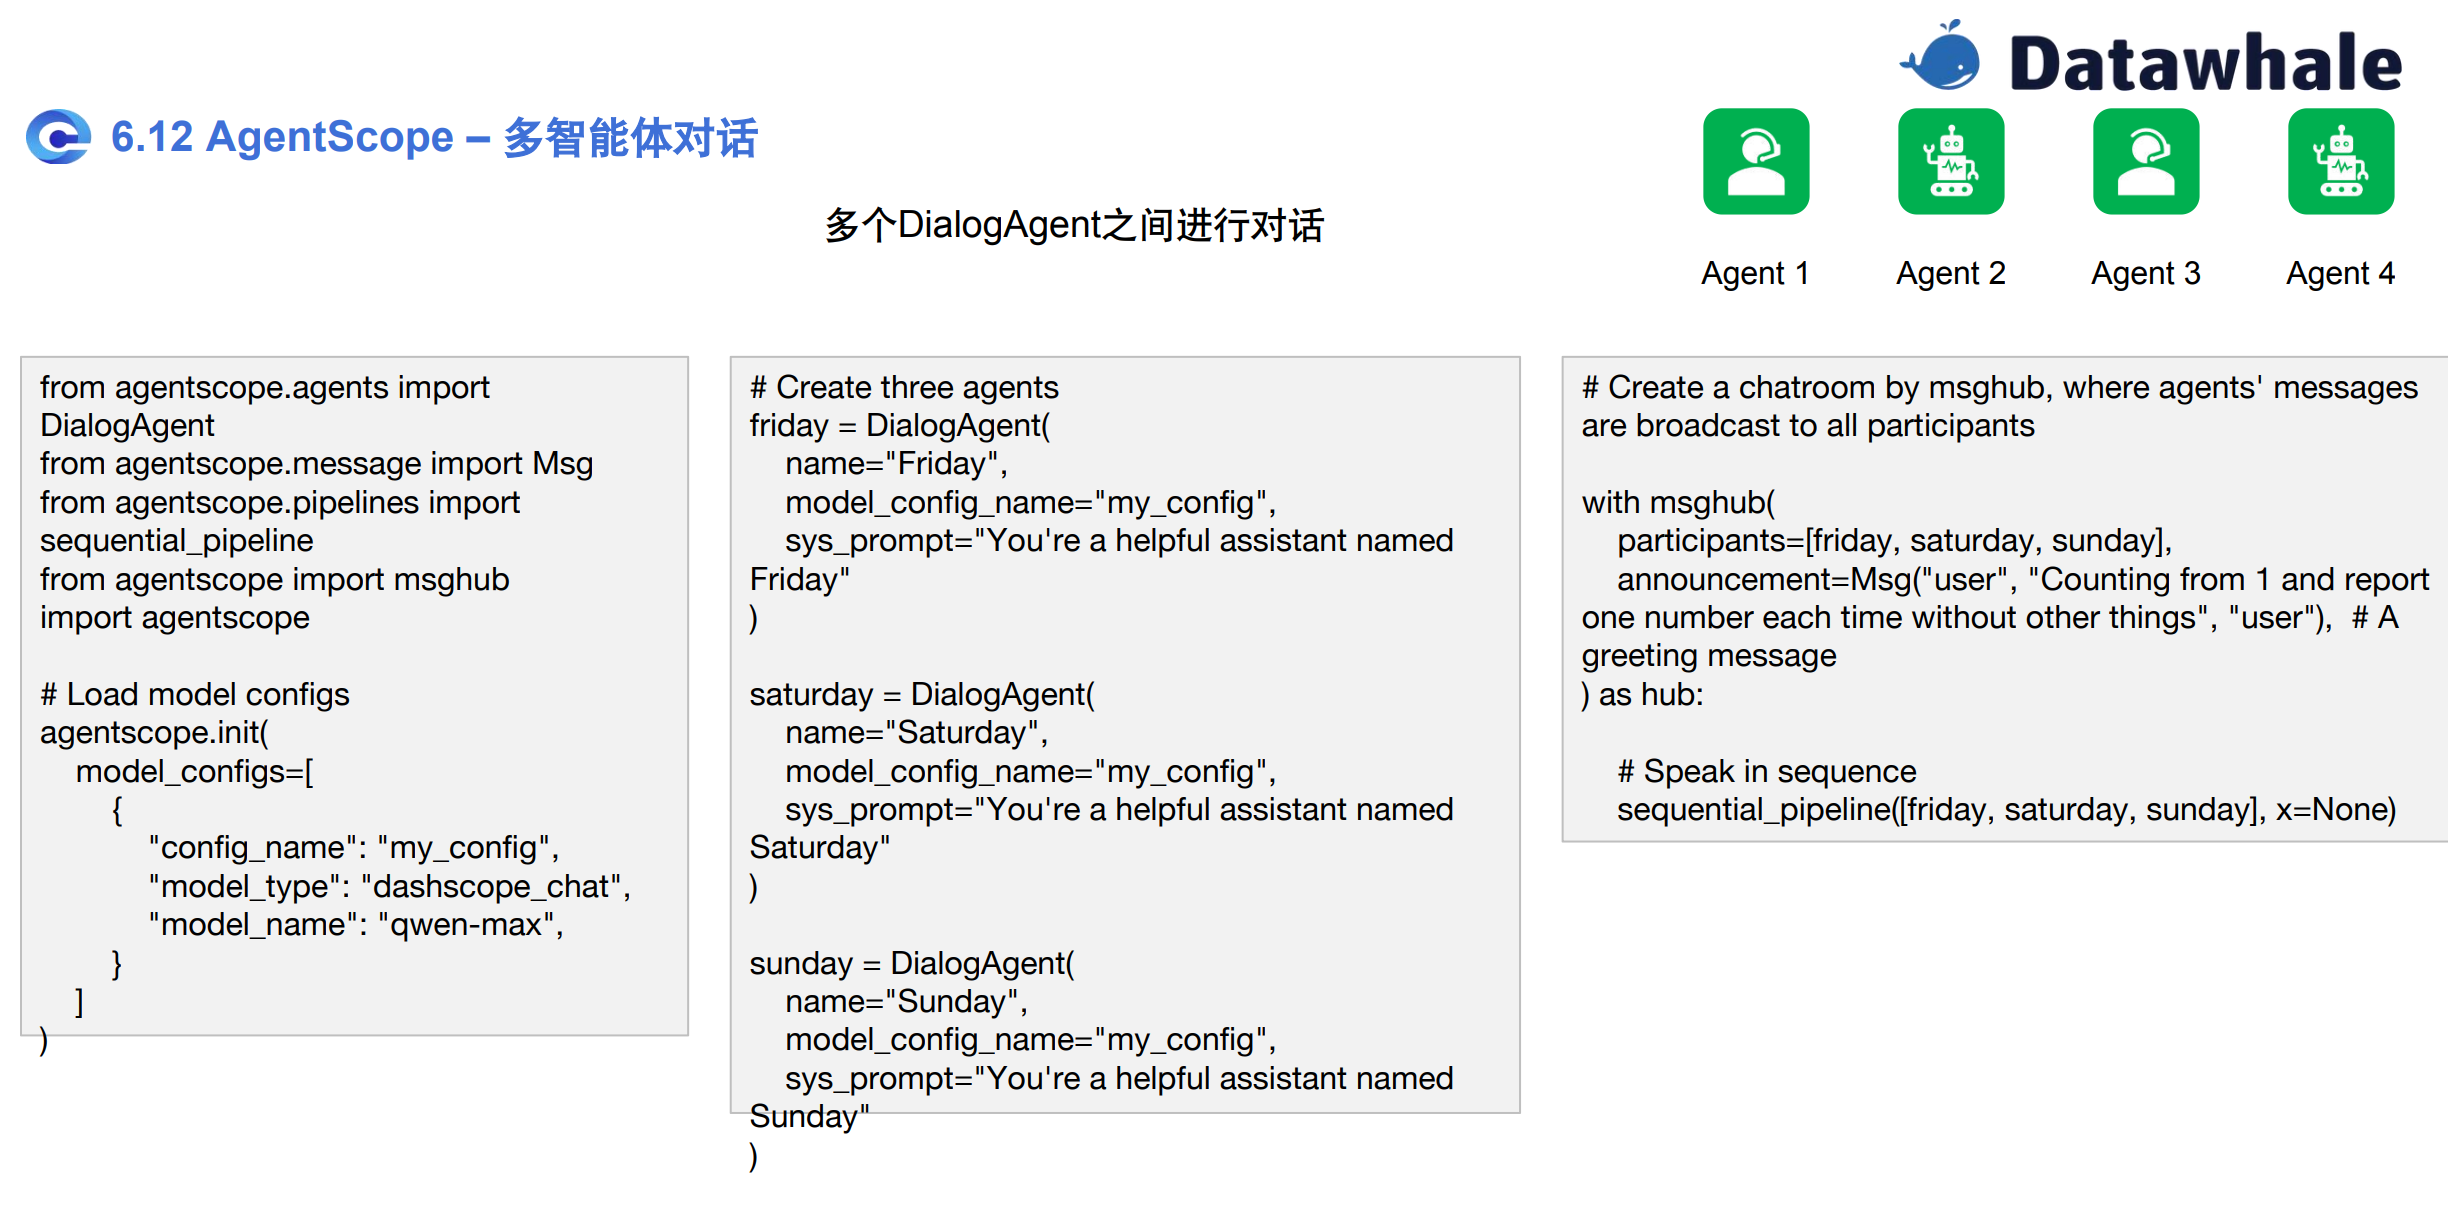 Datawhale
6.12 AgentScope – 多智能体对话
多个DialogAgent之间进行对话
Agent 1
Agent 2
Agent 3
Agent 4
from agentscope.agents import
DialogAgent
from agentscope.message import Msg
from agentscope.pipelines import
sequential_pipeline
from agentscope import msghub
import agentscope

# Load model configs
agentscope.init(
    model_configs=[
        {
            "config_name": "my_config",
            "model_type": "dashscope_chat",
            "model_name": "qwen-max",
        }
    ]
)
# Create three agents
friday = DialogAgent(
    name="Friday",
    model_config_name="my_config",
    sys_prompt="You're a helpful assistant named
Friday"
)

saturday = DialogAgent(
    name="Saturday",
    model_config_name="my_config",
    sys_prompt="You're a helpful assistant named
Saturday"
)

sunday = DialogAgent(
    name="Sunday",
    model_config_name="my_config",
    sys_prompt="You're a helpful assistant named
Sunday"
)
# Create a chatroom by msghub, where agents' messages
are broadcast to all participants

with msghub(
    participants=[friday, saturday, sunday],
    announcement=Msg("user", "Counting from 1 and report
one number each time without other things", "user"),  # A
greeting message
) as hub:

    # Speak in sequence
    sequential_pipeline([friday, saturday, sunday], x=None)